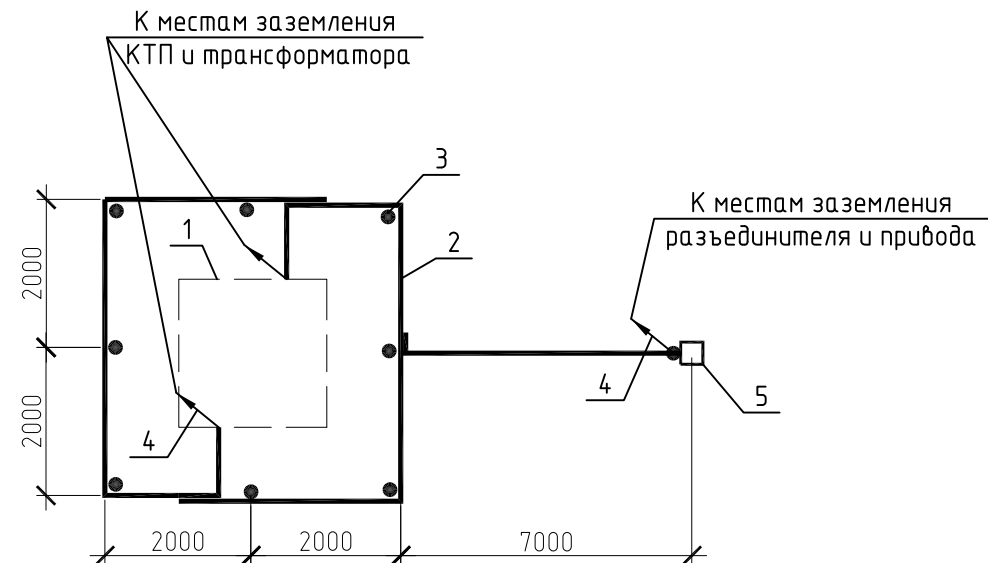 К местам заземления
КТП и трансформатора
3
К местам заземления
разъединителя и привода
1
2
2000
4
5
2000
4
2000
2000
7000